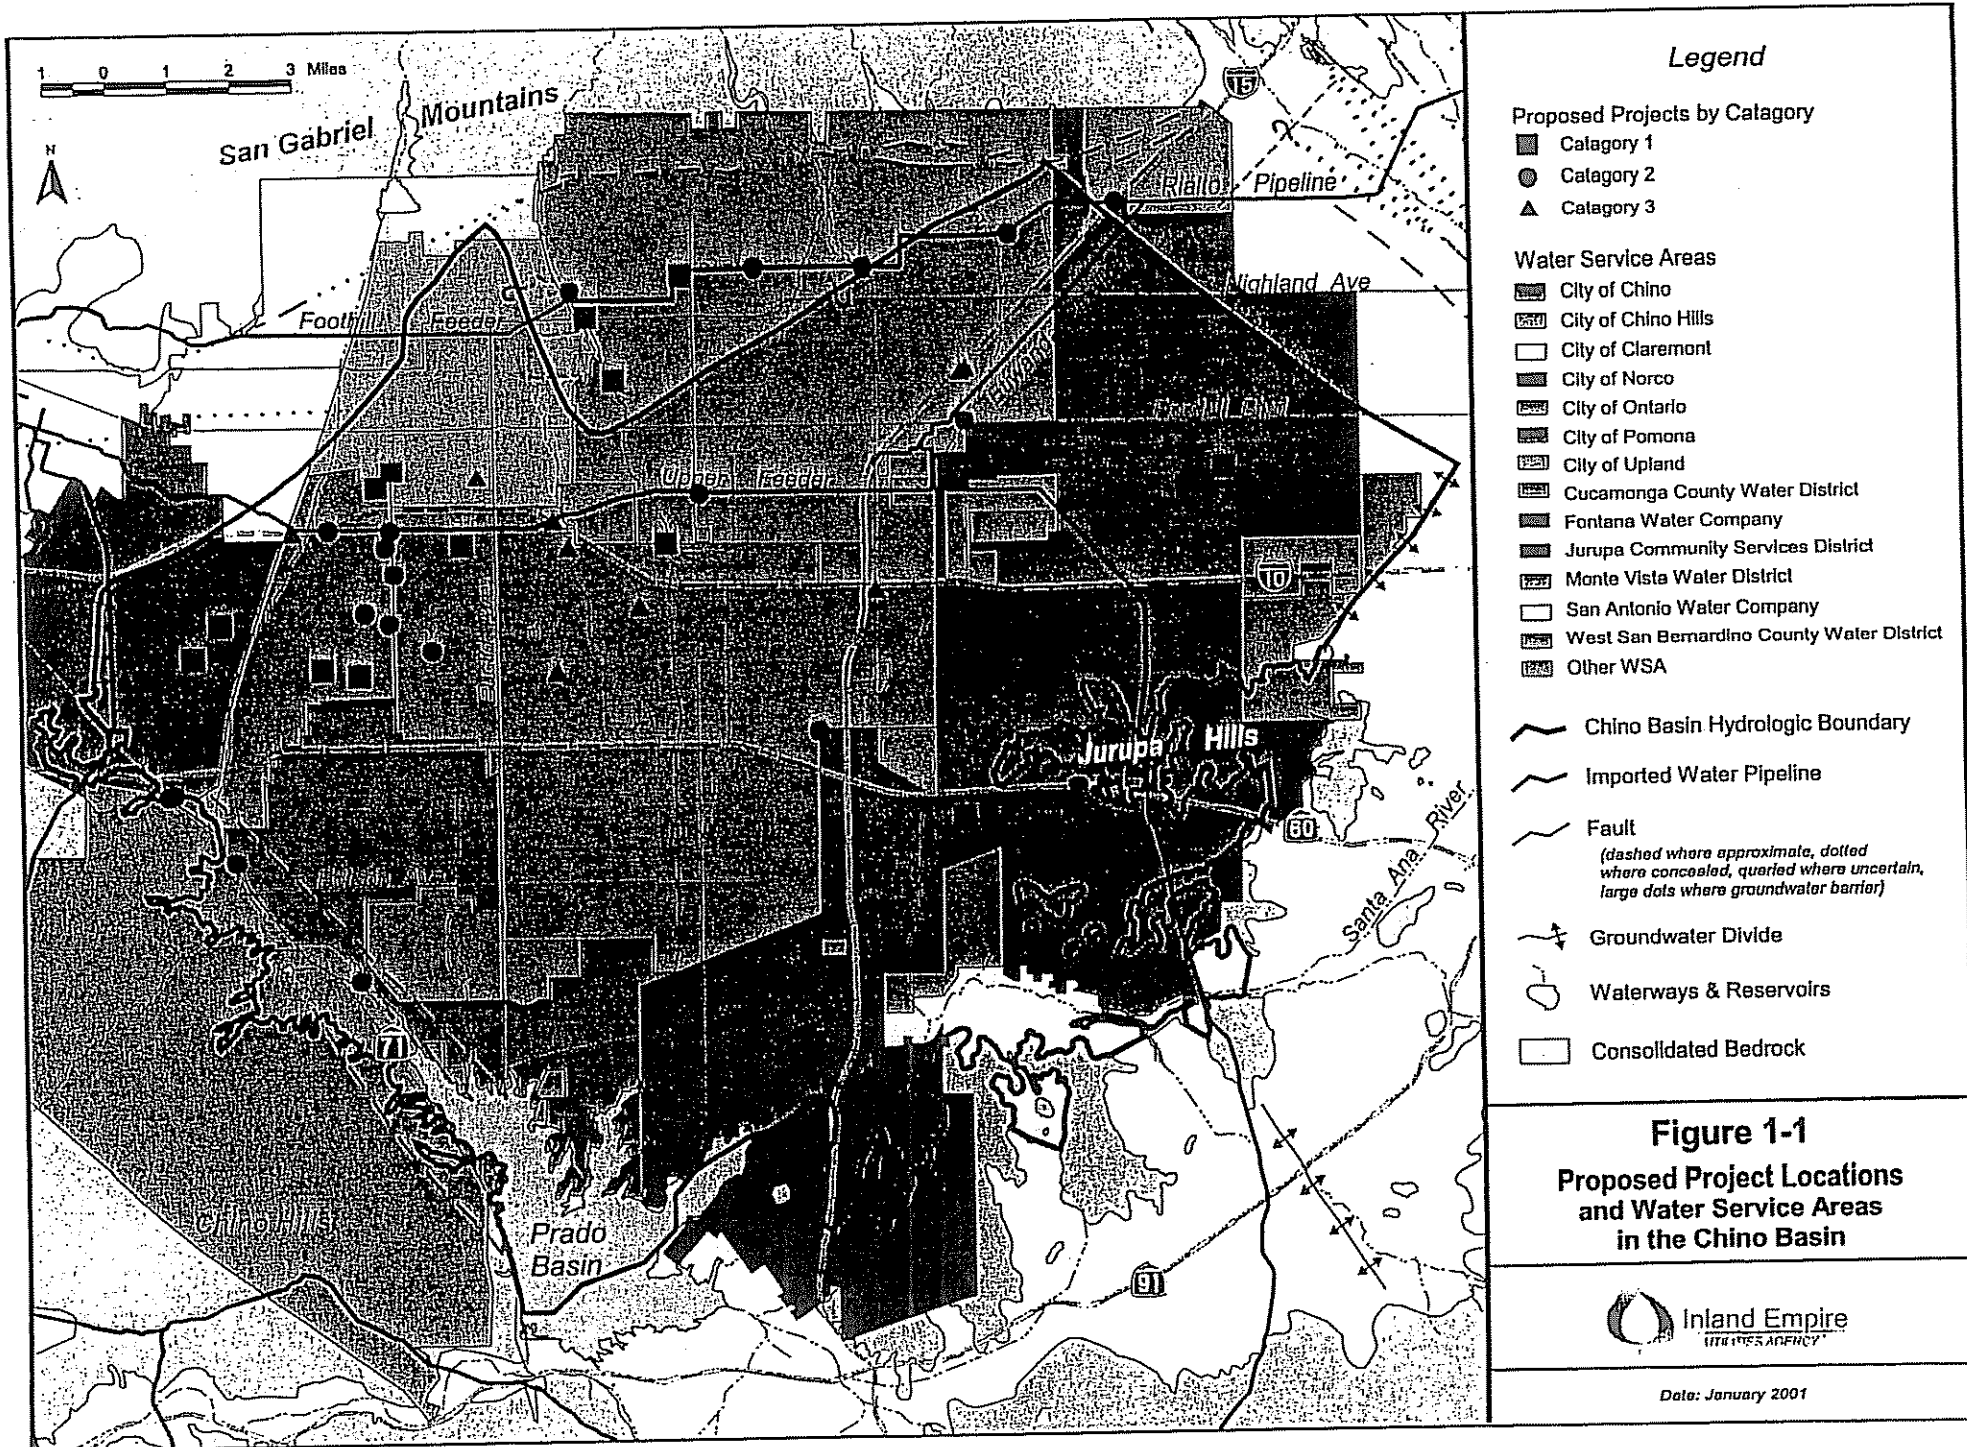 1 0 1 2 3 Miles
N
San Gabriel Mountains
15
Rialto Pipeline
Highland Ave
Feeder
Upper Feeder
10
Jurupa Hills
60
Santa Ana River
71
Chino Hills
Prado
Basin
91
Legend
Proposed Projects by Catagory
Catagory 1
Catagory 2
Catagory 3
Water Service Areas
City of Chino
City of Chino Hills
City of Claremont
City of Norco
City of Ontario
City of Pomona
City of Upland
Cucamonga County Water District
Fontana Water Company
Jurupa Community Services District
Monte Vista Water District
San Antonio Water Company
West San Bernardino County Water District
Other WSA
Chino Basin Hydrologic Boundary
Imported Water Pipeline
Fault
(dashed where approximate, dotted
where concealed, queried where uncertain,
large dots where groundwater barrier)
Groundwater Divide
Waterways & Reservoirs
Consolidated Bedrock
Figure 1-1
Proposed Project Locations
and Water Service Areas
in the Chino Basin
Inland Empire
UTILITIES AGENCY
Date: January 2001